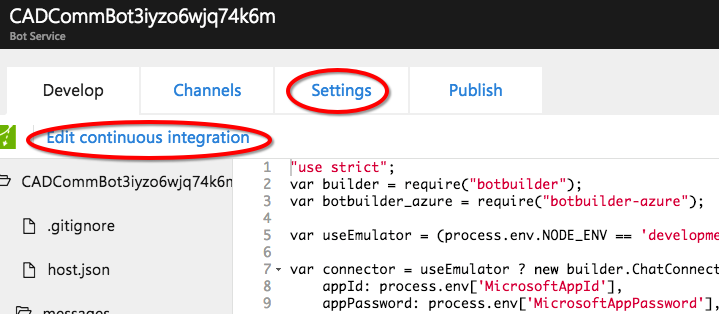 CADCommBot3iyzo6wjq74k6m
Bot Service
Develop Channels Settings Publish
Edit continuous integration
CADCommBot3iyzo6wjq74k6m
.gitignore
host.json
messages
1 "use strict";
2 var builder = require("botbuilder");
3 var botbuilder_azure = require("botbuilder-azure");
4
5 var useEmulator = (process.env.NODE_ENV == 'developme
6
7 var connector = useEmulator ? new builder.ChatConnect
8 appId: process.env['MicrosoftAppId'],
9 appPassword: process.env['MicrosoftAppPassword'],